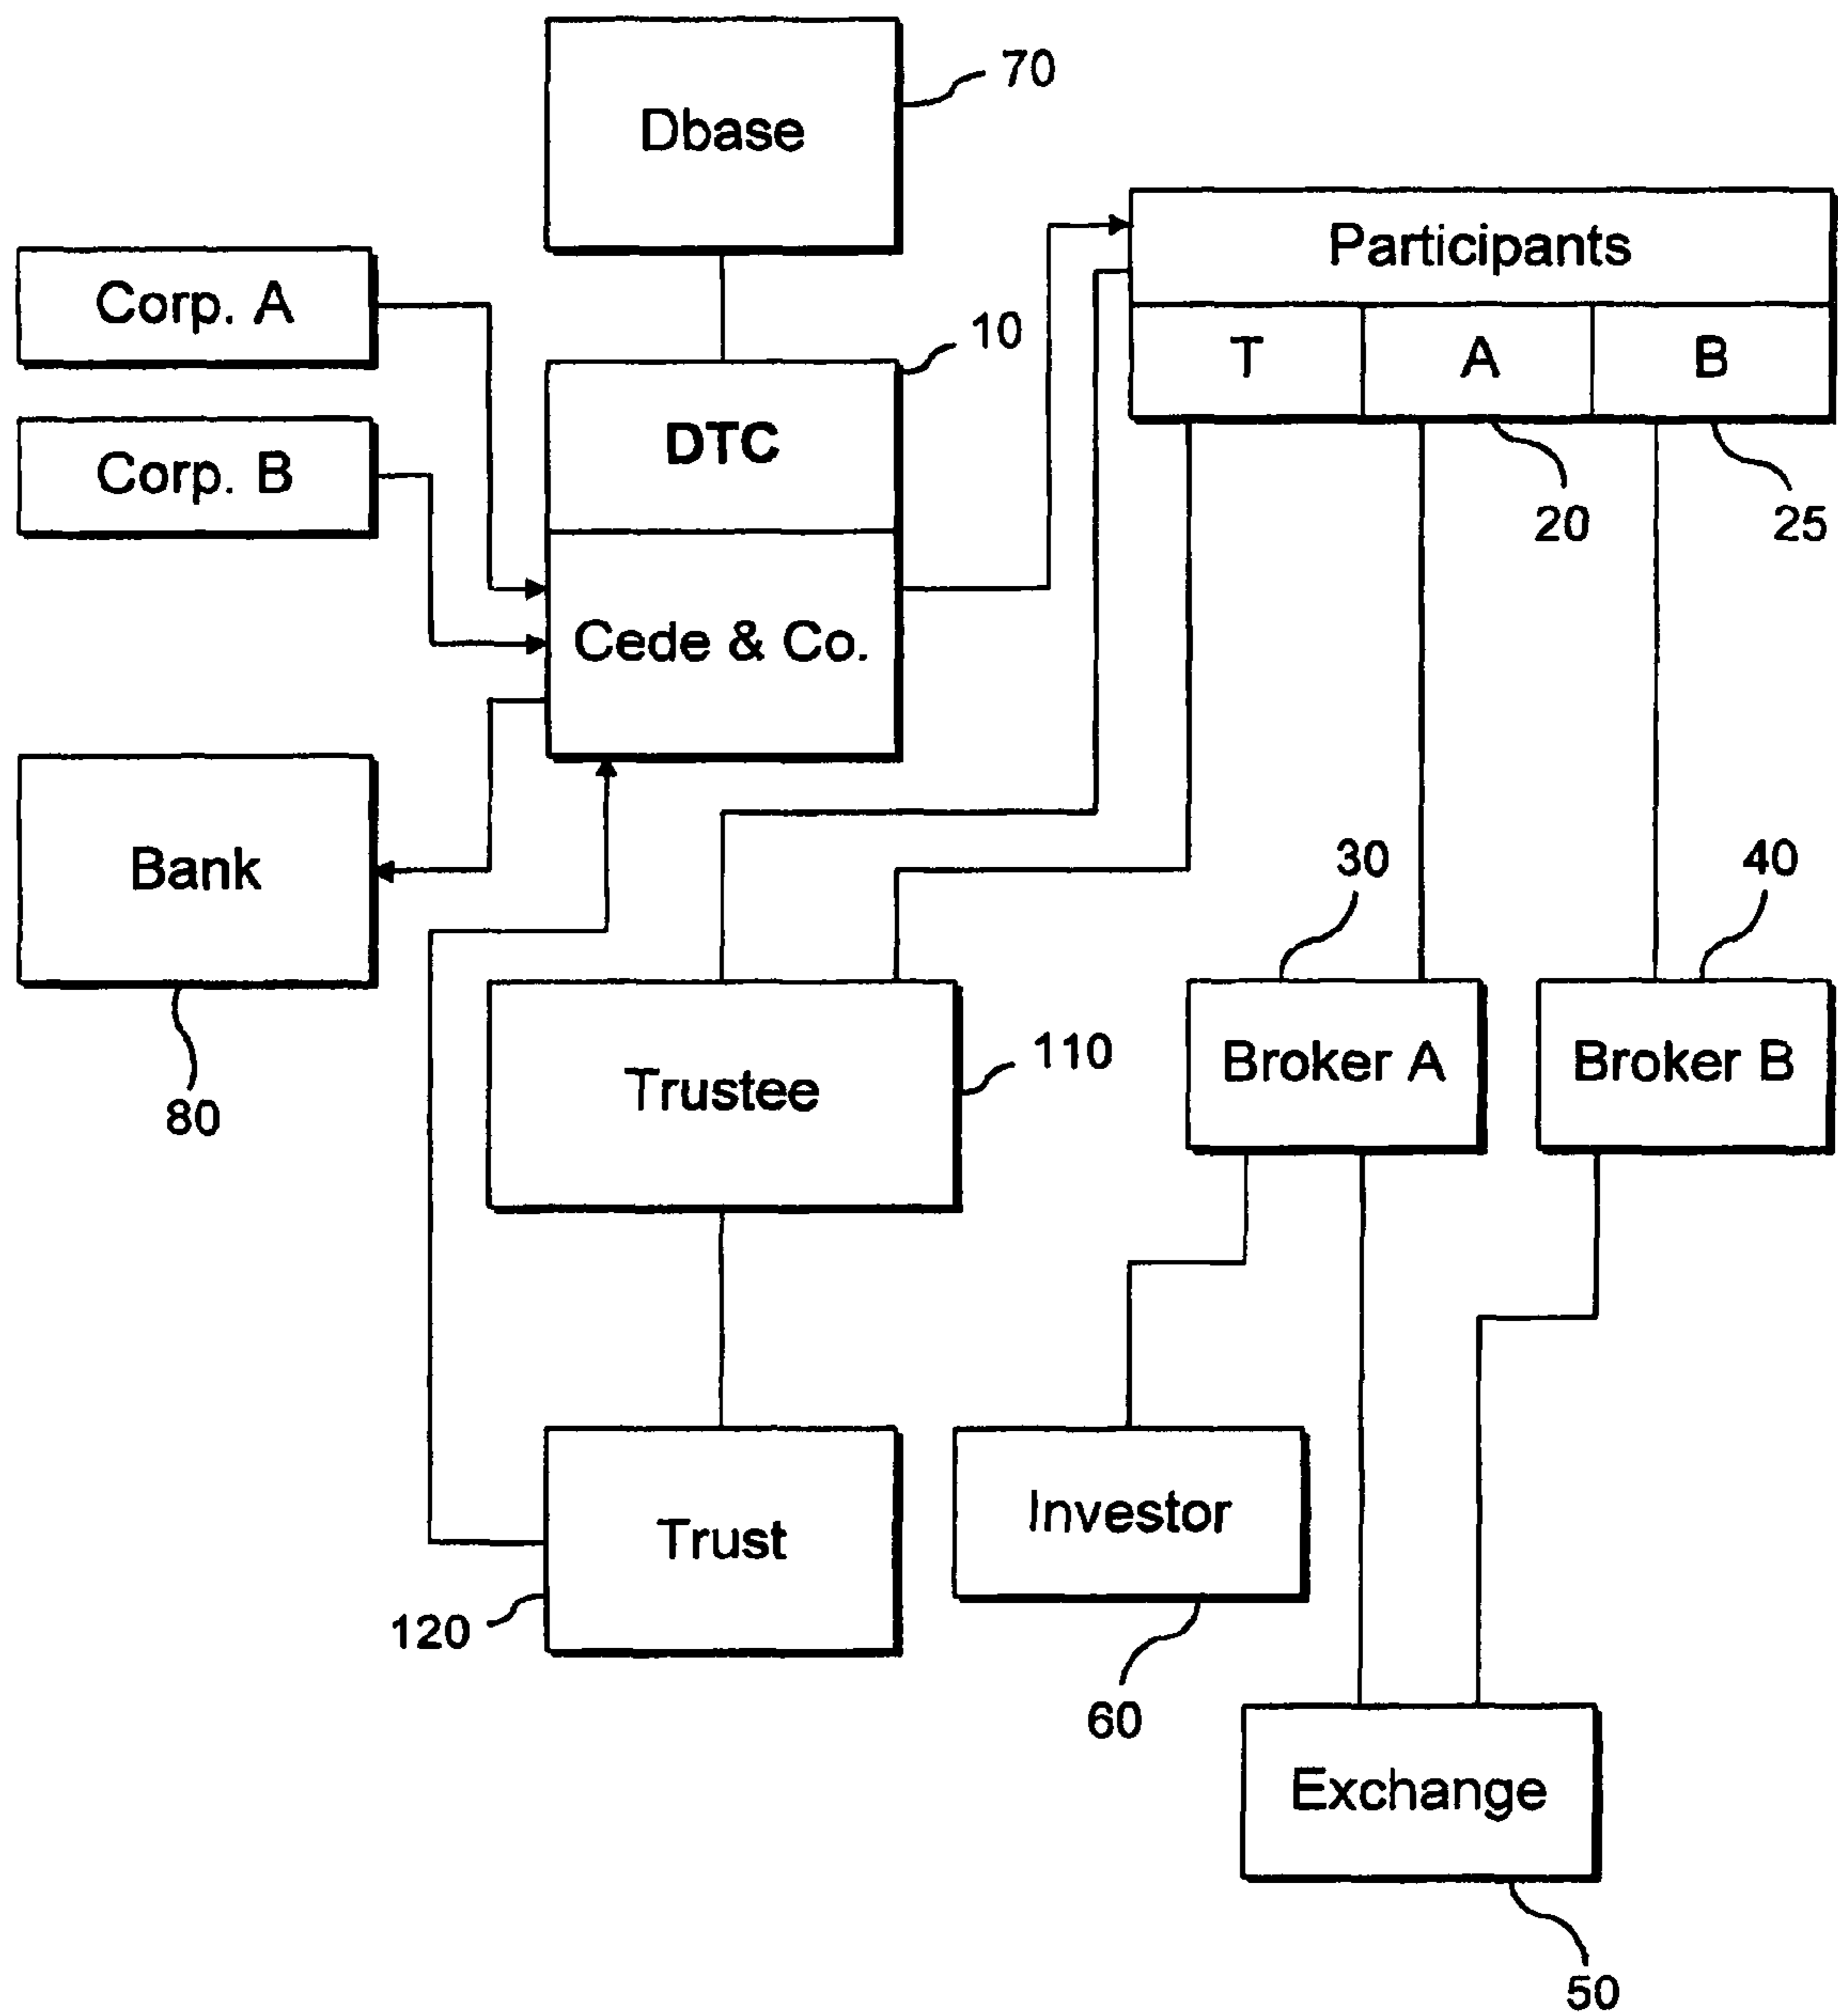 Dbase
70
Participants
Corp. A
10
T A B
DTC
Corp. B
20
25
Cede & Co.
Bank
30
40
110
Broker A
Broker B
Trustee
80
Investor
Trust
120
60
Exchange
50